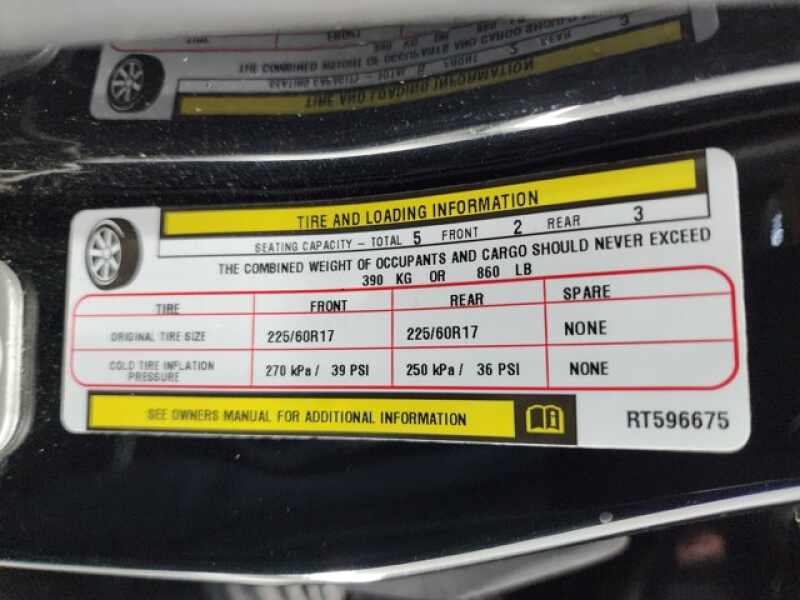 TIRE AND LOADING INFORMATION
SEATING CAPACITY - TOTAL 5 FRONT 2 REAR 3
THE COMBINED WEIGHT OF OCCUPANTS AND CARGO SHOULD NEVER EXCEED
390 KG OR 860 LB
TIRE FRONT REAR SPARE
ORIGINAL TIRE SIZE 225/60R17 225/60R17 NONE
COLD TIRE INFLATION
PRESSURE 270 kPa / 39 PSI 250 kPa / 36 PSI NONE
SEE OWNERS MANUAL FOR ADDITIONAL INFORMATION
RT596675